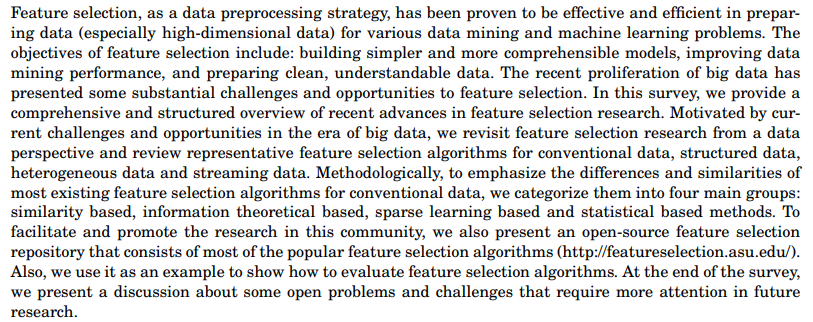 Feature selection, as a data preprocessing strategy, has been proven to be effective and efficient in prepar-
ing data (especially high-dimensional data) for various data mining and machine learning problems. The
objectives of feature selection include: building simpler and more comprehensible models, improving data
mining performance, and preparing clean, understandable data. The recent proliferation of big data has
presented some substantial challenges and opportunities to feature selection. In this survey, we provide a
comprehensive and structured overview of recent advances in feature selection research. Motivated by cur-
rent challenges and opportunities in the era of big data, we revisit feature selection research from a data
perspective and review representative feature selection algorithms for conventional data, structured data,
heterogeneous data and streaming data. Methodologically, to emphasize the differences and similarities of
most existing feature selection algorithms for conventional data, we categorize them into four main groups:
similarity based, information theoretical based, sparse learning based and statistical based methods. To
facilitate and promote the research in this community, we also present an open-source feature selection
repository that consists of most of the popular feature selection algorithms (http://featureselection.asu.edu/).
Also, we use it as an example to show how to evaluate feature selection algorithms. At the end of the survey,
we present a discussion about some open problems and challenges that require more attention in future
research.